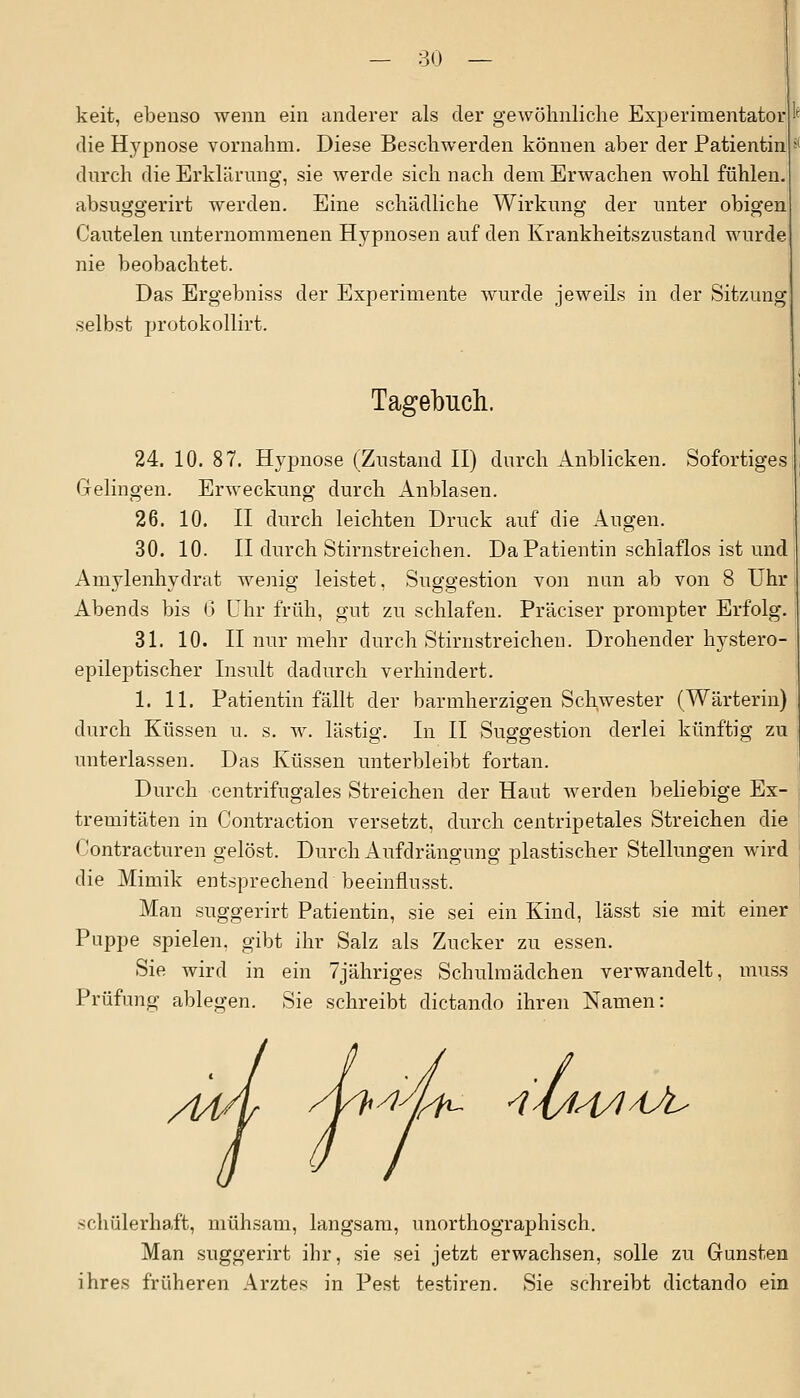 — 30 —
keit, ebenso wenn ein anderer als der gewöhnliche Experimentator
die Hypnose vornahm. Diese Beschwerden können aber der Patientin
durch die Erklärung, sie werde sich nach dem Erwachen wohl fühlen.
absuggerirt werden. Eine schädliche Wirkung der unter obigen
Cautelen unternommenen Hypnosen auf den Krankheitszustand wurde
nie beobachtet.
Das Ergebniss der Experimente wurde jeweils in der Sitzung
selbst protokollirt.
Tagebuch.
24. 10. 87. Hypnose (Zustand II) durch Anblicken. Sofortiges
Gelingen. Erweckung durch Anblasen.
26. 10. II durch leichten Druck auf die Augen.
30. 10. II durch Stirnstreichen. Da Patientin schlaflos ist und
Amylenhydrat wenig leistet, Suggestion von nun ab von 8 Uhr
Abends bis 6 Uhr früh, gut zu schlafen. Präciser prompter Erfolg.
31. 10. II nur mehr durch Stirnstreichen. Drohender hystero-
epileptischer Insult dadurch verhindert.
1. 11. Patientin fällt der barmherzigen Schwester (Wärterin)
durch Küssen u. s. w. lästig. In II Suggestion derlei künftig zu
unterlassen. Das Küssen unterbleibt fortan.
Durch centrifugales Streichen der Haut werden beliebige Ex-
tremitäten in Contraction versetzt, durch centripetales Streichen die
Contracturen gelöst. Durch Aufdrängung plastischer Stellungen wird
die Mimik entsprechend beeinflusst.
Man suggerirt Patientin, sie sei ein Kind, lässt sie mit einer
Puppe spielen, gibt ihr Salz als Zucker zu essen.
Sie wird in ein 7jähriges Schulmädchen verwandelt, muss
Prüfung ablegen. Sie schreibt dictando ihren Namen:
schülerhaft, mühsam, langsam, unorthographisch.
Man suggerirt ihr, sie sei jetzt erwachsen, solle zu Gunsten
ihres früheren Arztes in Pest testiren. Sie schreibt dictando ein